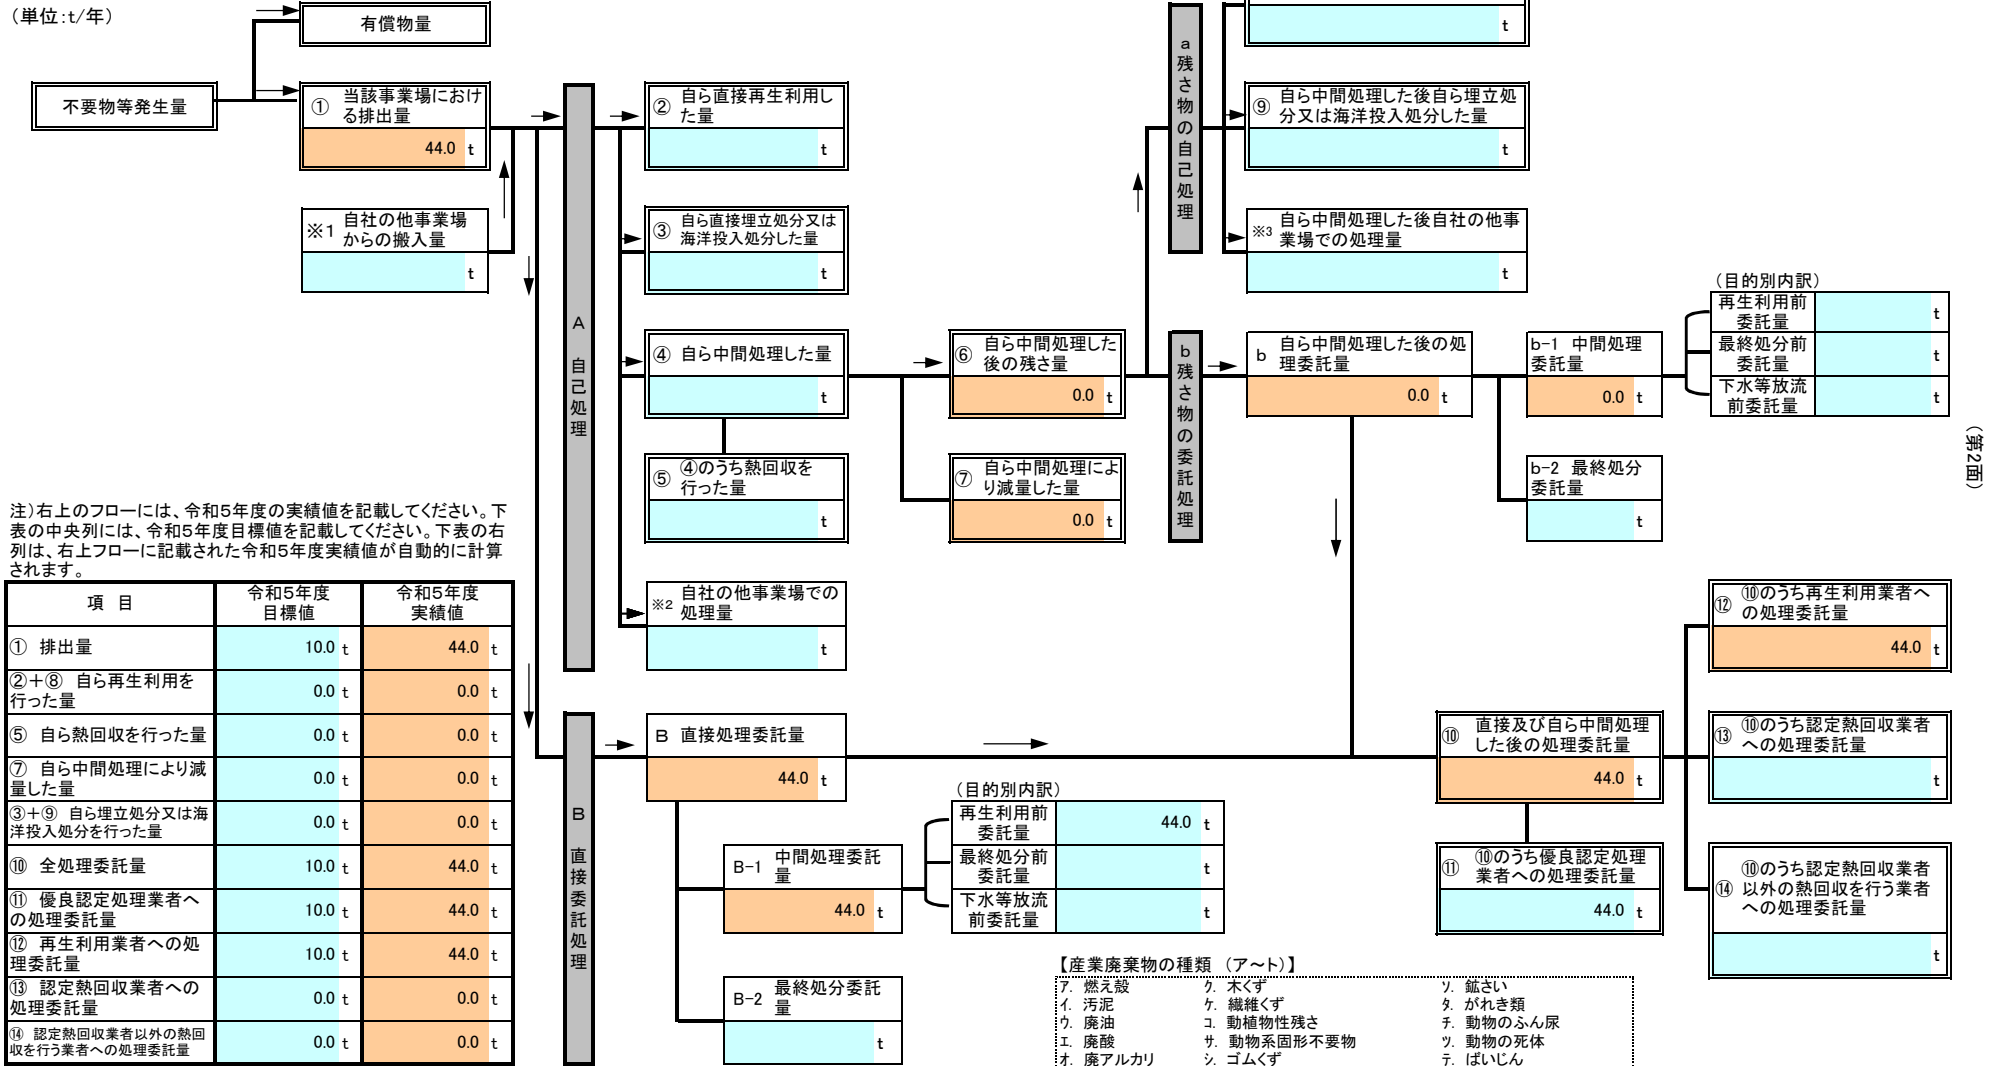 (単位:t/年)
有償物量
不要物等発生量
① 当該事業場におけ
る排出量
44.0 t
※1 自社の他事業場
からの搬入量
t
A 自己処理
② 自ら直接再生利用し
た量
t
③ 自ら直接埋立処分又は
海洋投入処分した量
t
④ 自ら中間処理した量
t
⑤ ④のうち熱回収を
行った量
t
※2 自社の他事業場での
処理量
t
⑥ 自ら中間処理した
後の残さ量
0.0 t
⑦ 自ら中間処理によ
り減量した量
0.0 t
a 残さ物の自己処理
t
⑨ 自ら中間処理した後自ら埋立処
分又は海洋投入処分した量
t
※3 自ら中間処理した後自社の他事
業場での処理量
t
b 残さ物の委託処理
b 自ら中間処理した後の処
理委託量
0.0 t
b-1 中間処理
委託量
0.0 t
b-2 最終処分
委託量
t
(目的別内訳)
再生利用前
委託量
t
最終処分前
委託量
t
下水等放流
前委託量
t
(第2面)
注)右上のフローには、令和5年度の実績値を記載してください。下
表の中央列には、令和5年度目標値を記載してください。下表の右
列は、右上フローに記載された令和5年度実績値が自動的に計算
されます。
項 目
令和5年度
目標値
令和5年度
実績値
① 排出量 10.0 t 44.0 t
②+⑧ 自ら再生利用を
行った量 0.0 t 0.0 t
⑤ 自ら熱回収を行った量 0.0 t 0.0 t
⑦ 自ら中間処理により減
量した量 0.0 t 0.0 t
③+⑨ 自ら埋立処分又は海
洋投入処分を行った量 0.0 t 0.0 t
⑩ 全処理委託量 10.0 t 44.0 t
⑪ 優良認定処理業者へ
の処理委託量 10.0 t 44.0 t
⑫ 再生利用業者への処
理委託量 10.0 t 44.0 t
⑬ 認定熱回収業者への
処理委託量 0.0 t 0.0 t
⑭ 認定熱回収業者以外の熱回
収を行う業者への処理委託量 0.0 t 0.0 t
B 直接委託処理
B 直接処理委託量
44.0 t
B-1 中間処理委託
量
44.0 t
B-2 最終処分委託
量
t
(目的別内訳)
再生利用前
委託量
44.0 t
最終処分前
委託量
t
下水等放流
前委託量
t
⑩ 直接及び自ら中間処理
した後の処理委託量
44.0 t
⑪ ⑩のうち優良認定処理
業者への処理委託量
44.0 t
⑫ ⑩のうち再生利用業者へ
の処理委託量
44.0 t
⑬ ⑩のうち認定熱回収業者
への処理委託量
t
⑭ ⑩のうち認定熱回収業者
以外の熱回収を行う業者
への処理委託量
t
【産業廃棄物の種類 (ア~ト)】
ア. 燃え殻 ク. 木くず ソ. 鉱さい
イ. 汚泥 ケ. 繊維くず タ. がれき類
ウ. 廃油 コ. 動植物性残さ チ. 動物のふん尿
エ. 廃酸 サ. 動物系固形不要物 ツ. 動物の死体
オ. 廃アルカリ シ. ゴムくず テ. ばいじん